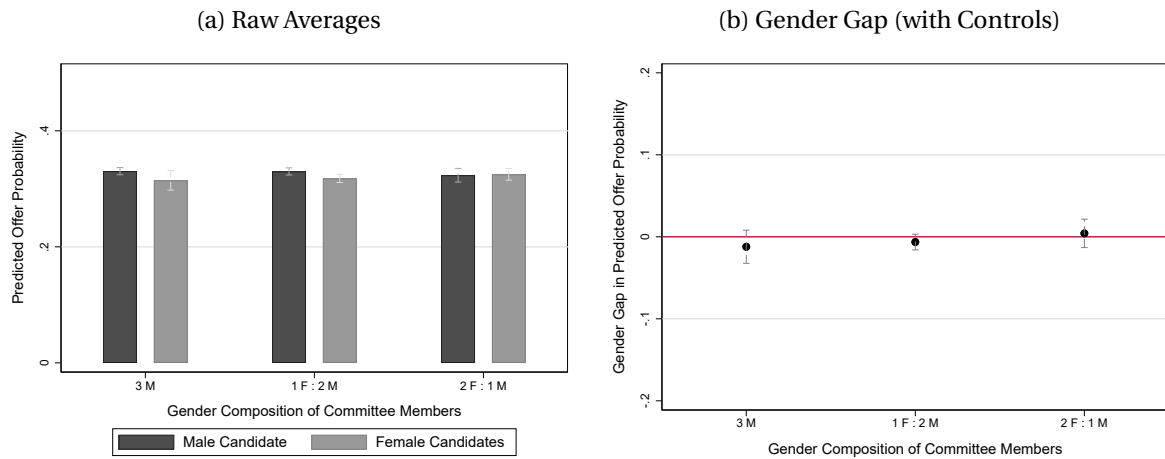 (a) Raw Averages
Predicted Offer Probability
.4
.2
0
3 M
1 F : 2 M
2 F : 1 M
Gender Composition of Committee Members
Male Candidate
Female Candidates
(b) Gender Gap (with Controls)
Gender Gap in Predicted Offer Probability
.2
.1
0
-.1
-.2
3 M
1 F : 2 M
2 F : 1 M
Gender Composition of Committee Members